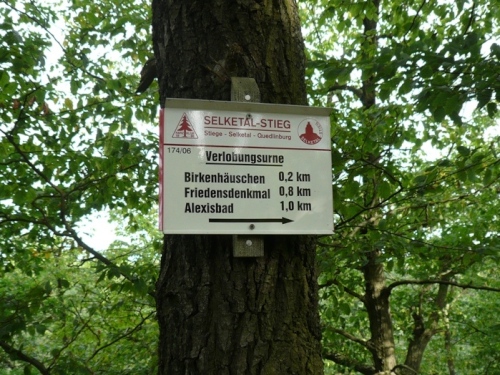 SELKETAL-STIEG
Stiege - Selketal - Quedlinburg
174/06
Verlobungsurne
Birkenhäuschen 0,2 km
Friedensdenkmal 0,8 km
Alexisbad 1,0 km